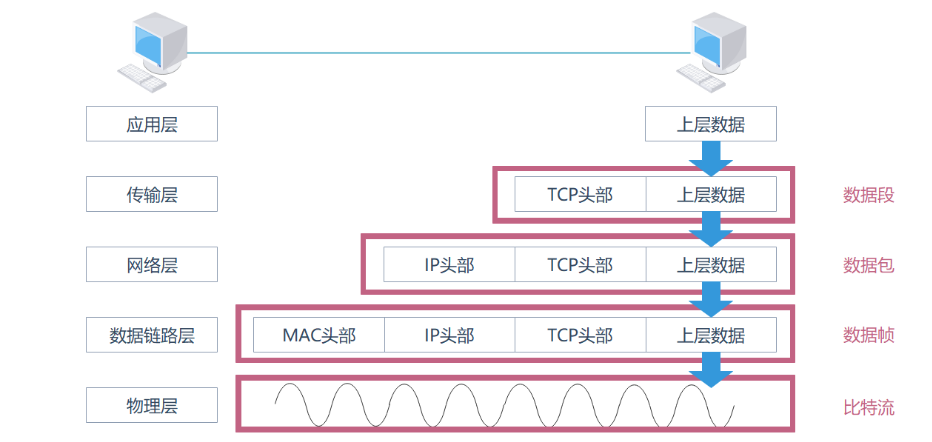 应用层 上层数据
传输层 TCP头部 上层数据 数据段
网络层 IP头部 TCP头部 上层数据 数据包
数据链路层 MAC头部 IP头部 TCP头部 上层数据 数据帧
物理层 比特流